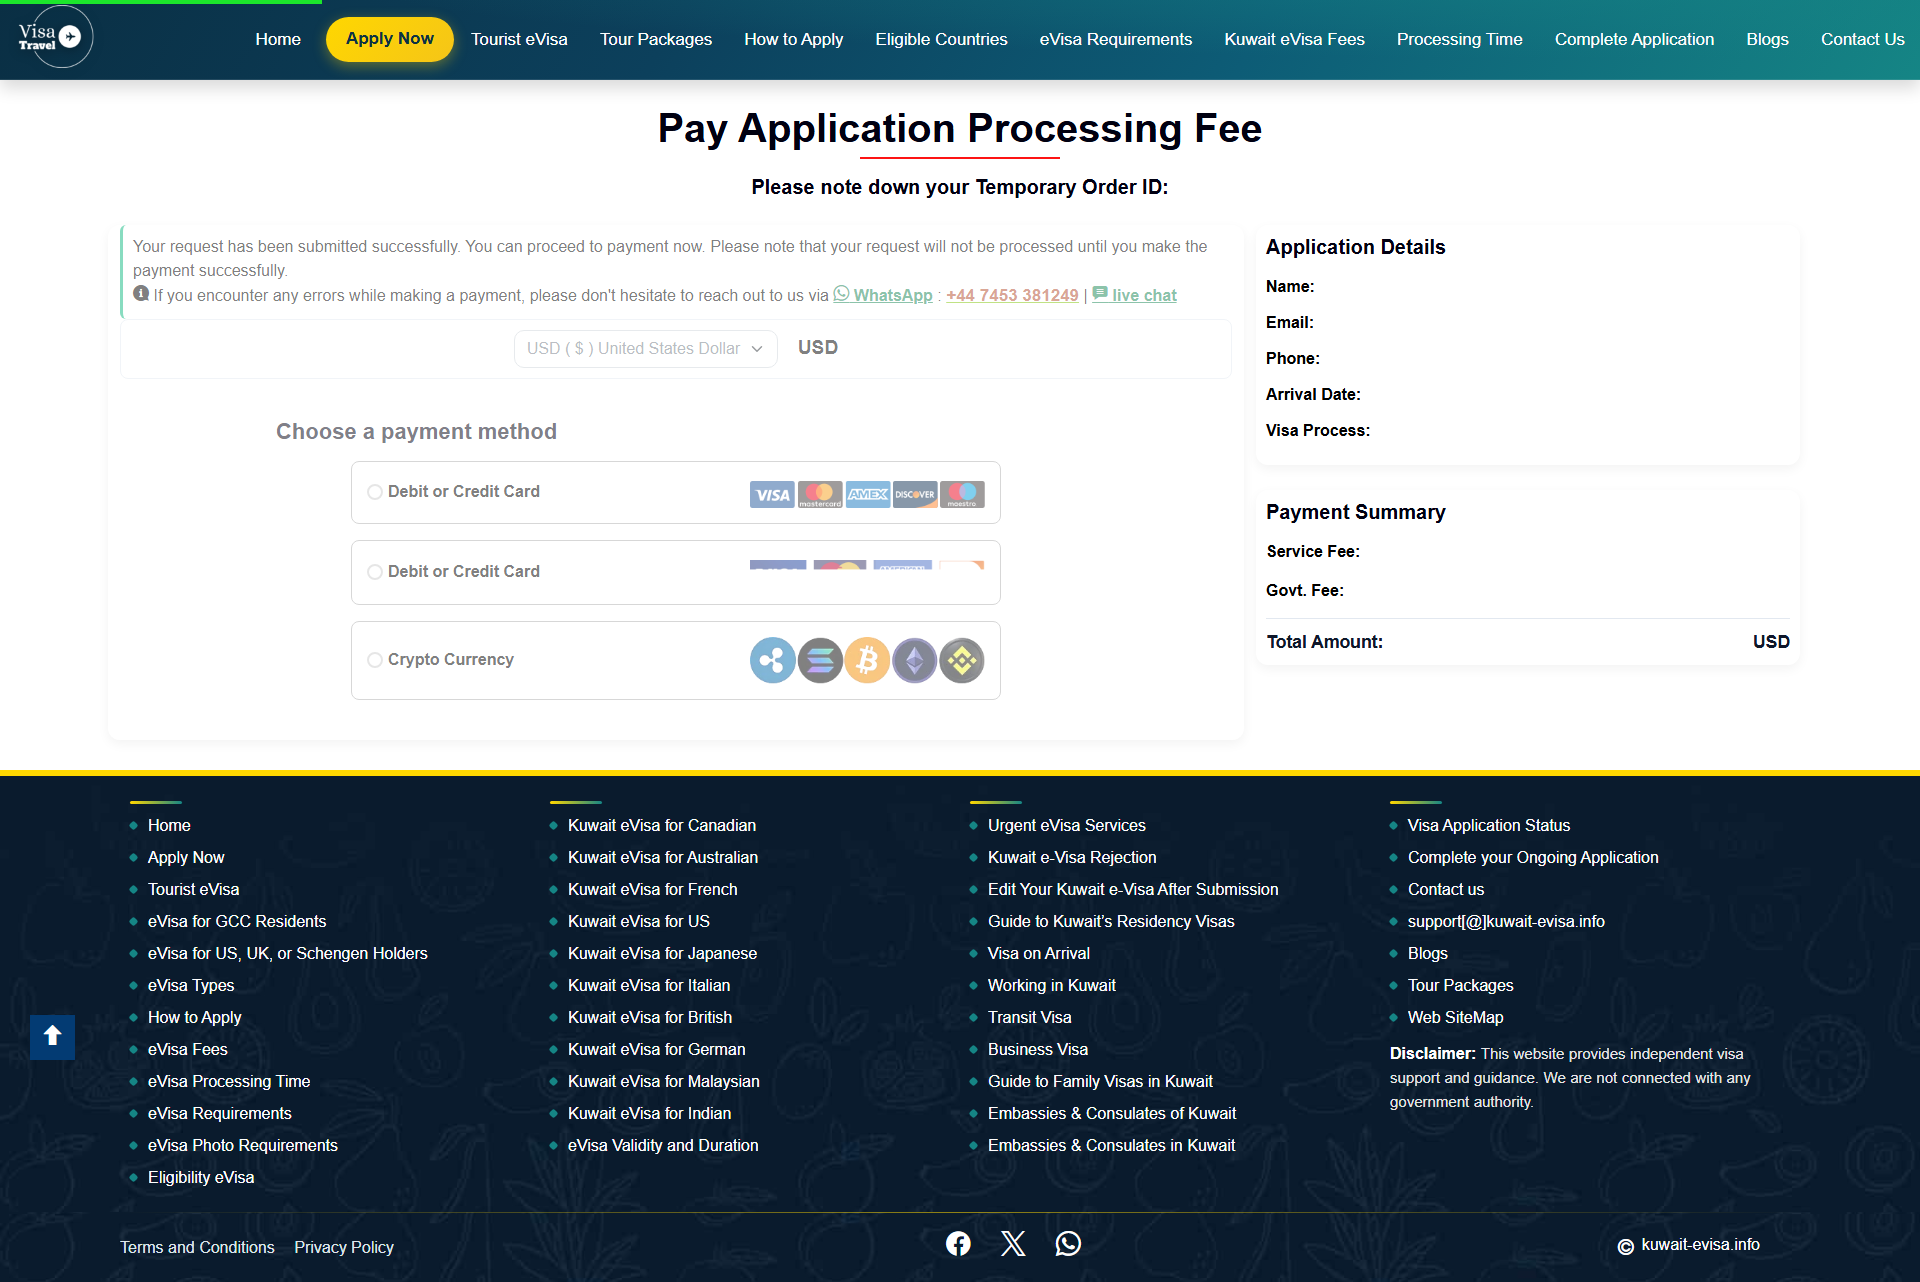 Visa
Travel
Home
Apply Now
Tourist eVisa
Tour Packages
How to Apply
Eligible Countries
eVisa Requirements
Kuwait eVisa Fees
Processing Time
Complete Application
Blogs
Contact Us
Pay Application Processing Fee
Please note down your Temporary Order ID:
Your request has been submitted successfully. You can proceed to payment now. Please note that your request will not be processed until you make the
payment successfully.
If you encounter any errors while making a payment, please don't hesitate to reach out to us via WhatsApp : +44 7453 381249 | live chat
USD ( $ ) United States Dollar
USD
Choose a payment method
Debit or Credit Card
VISA
mastercard
AMEX
DISCOVER
maestro
Debit or Credit Card
Crypto Currency
Application Details
Name:
Email:
Phone:
Arrival Date:
Visa Process:
Payment Summary
Service Fee:
Govt. Fee:
Total Amount: USD
Home
Apply Now
Tourist eVisa
eVisa for GCC Residents
eVisa for US, UK, or Schengen Holders
eVisa Types
How to Apply
eVisa Fees
eVisa Processing Time
eVisa Requirements
eVisa Photo Requirements
Eligibility eVisa
Kuwait eVisa for Canadian
Kuwait eVisa for Australian
Kuwait eVisa for French
Kuwait eVisa for US
Kuwait eVisa for Japanese
Kuwait eVisa for Italian
Kuwait eVisa for British
Kuwait eVisa for German
Kuwait eVisa for Malaysian
Kuwait eVisa for Indian
eVisa Validity and Duration
Urgent eVisa Services
Kuwait e-Visa Rejection
Edit Your Kuwait e-Visa After Submission
Guide to Kuwait’s Residency Visas
Visa on Arrival
Working in Kuwait
Transit Visa
Business Visa
Guide to Family Visas in Kuwait
Embassies & Consulates of Kuwait
Embassies & Consulates in Kuwait
Visa Application Status
Complete your Ongoing Application
Contact us
support[@]kuwait-evisa.info
Blogs
Tour Packages
Web SiteMap
Disclaimer: This website provides independent visa
support and guidance. We are not connected with any
government authority.
Terms and Conditions
Privacy Policy
© kuwait-evisa.info